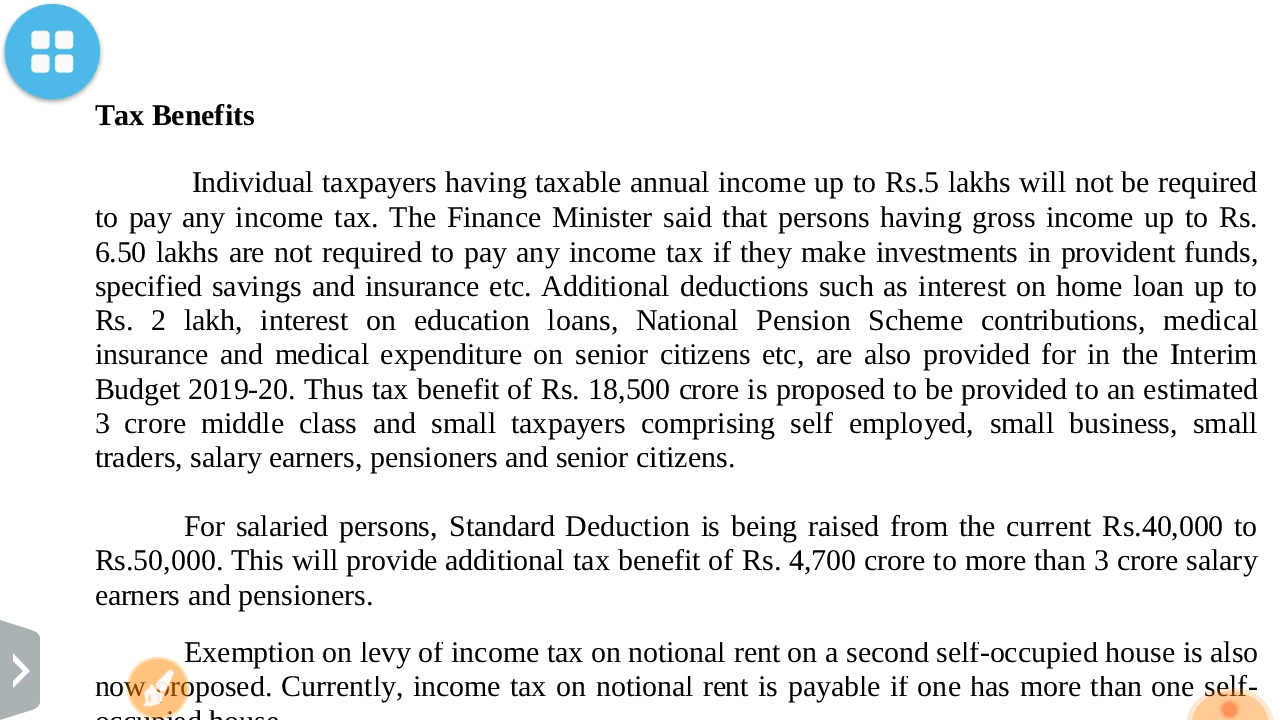 Tax Benefits
Individual taxpayers having taxable annual income up to Rs.5 lakhs will not be required
to pay any income tax. The Finance Minister said that persons having gross income up to Rs.
6.50 lakhs are not required to pay any income tax if they make investments in provident funds,
specified savings and insurance etc. Additional deductions such as interest on home loan up to
Rs. 2 lakh, interest on education loans, National Pension Scheme contributions, medical
insurance and medical expenditure on senior citizens etc, are also provided for in the Interim
Budget 2019-20. Thus tax benefit of Rs. 18,500 crore is proposed to be provided to an estimated
3 crore middle class and small taxpayers comprising self employed, small business, small
traders, salary earners, pensioners and senior citizens.
For salaried persons, Standard Deduction is being raised from the current Rs.40,000 to
Rs.50,000. This will provide additional tax benefit of Rs. 4,700 crore to more than 3 crore salary
earners and pensioners.
Exemption on levy of income tax on notional rent on a second self-occupied house is also
now proposed. Currently, income tax on notional rent is payable if one has more than one self-
occupied house.